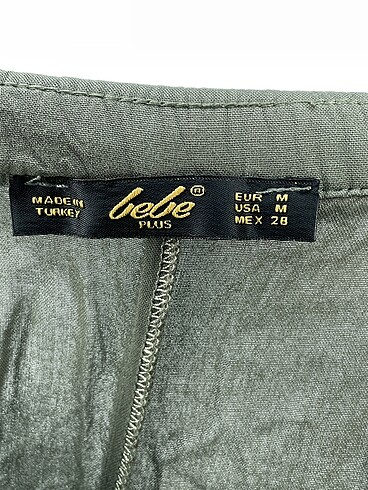 MADE IN
TURKEY
bebe®
PLUS
EUR M
USA M
MEX 28